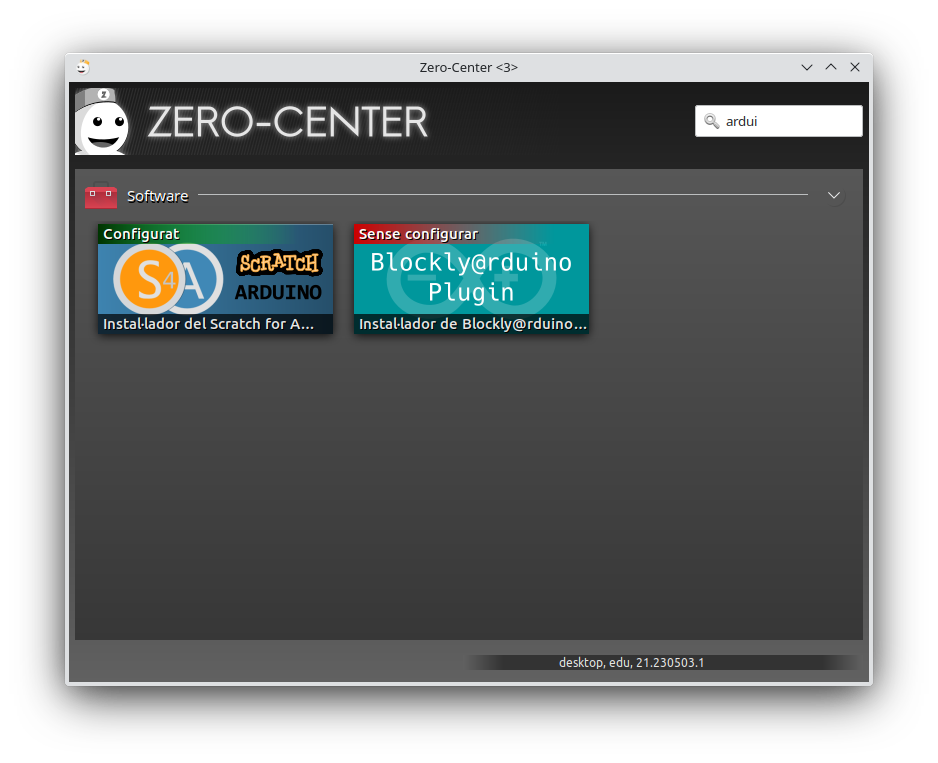 Zero-Center <3>
Z
ZERO-CENTER
ardui
Software
Configurat
S4A
SCRATCH
ARDUINO
Instal·lador del Scratch for A...
Sense configurar
Blockly@rduino
Plugin
Instal·lador de Blockly@rduino...
desktop, edu, 21.230503.1